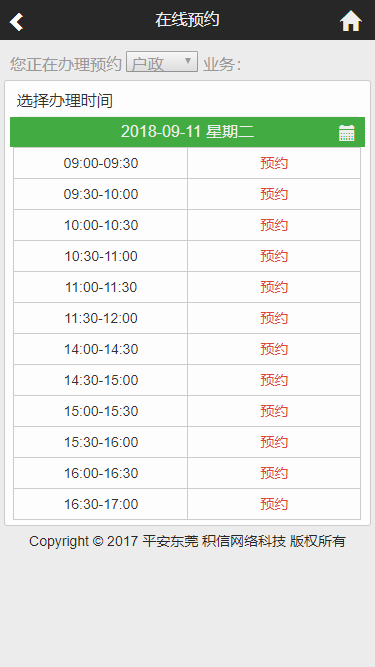 在线预约
您正在办理预约 户政 业务:
选择办理时间
2018-09-11 星期二
09:00-09:30 预约
09:30-10:00 预约
10:00-10:30 预约
10:30-11:00 预约
11:00-11:30 预约
11:30-12:00 预约
14:00-14:30 预约
14:30-15:00 预约
15:00-15:30 预约
15:30-16:00 预约
16:00-16:30 预约
16:30-17:00 预约
Copyright © 2017 平安东莞 积信网络科技 版权所有